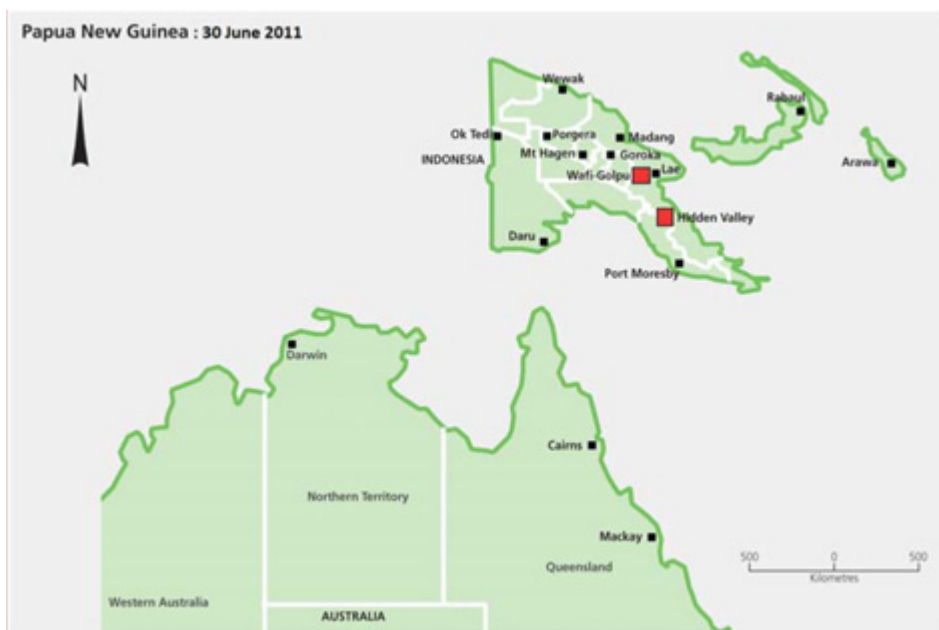 Papua New Guinea : 30 June 2011
N
Wewak
Rabaul
Ok Tedi
Porgera
Madang
INDONESIA
Mt Hagen
Goroka
Arawa
Wafi-Golpu
Lae
Hidden Valley
Daru
Port Moresby
Darwin
Cairns
Northern Territory
Mackay
500 0 500
Kilometres
Queensland
Western Australia
AUSTRALIA